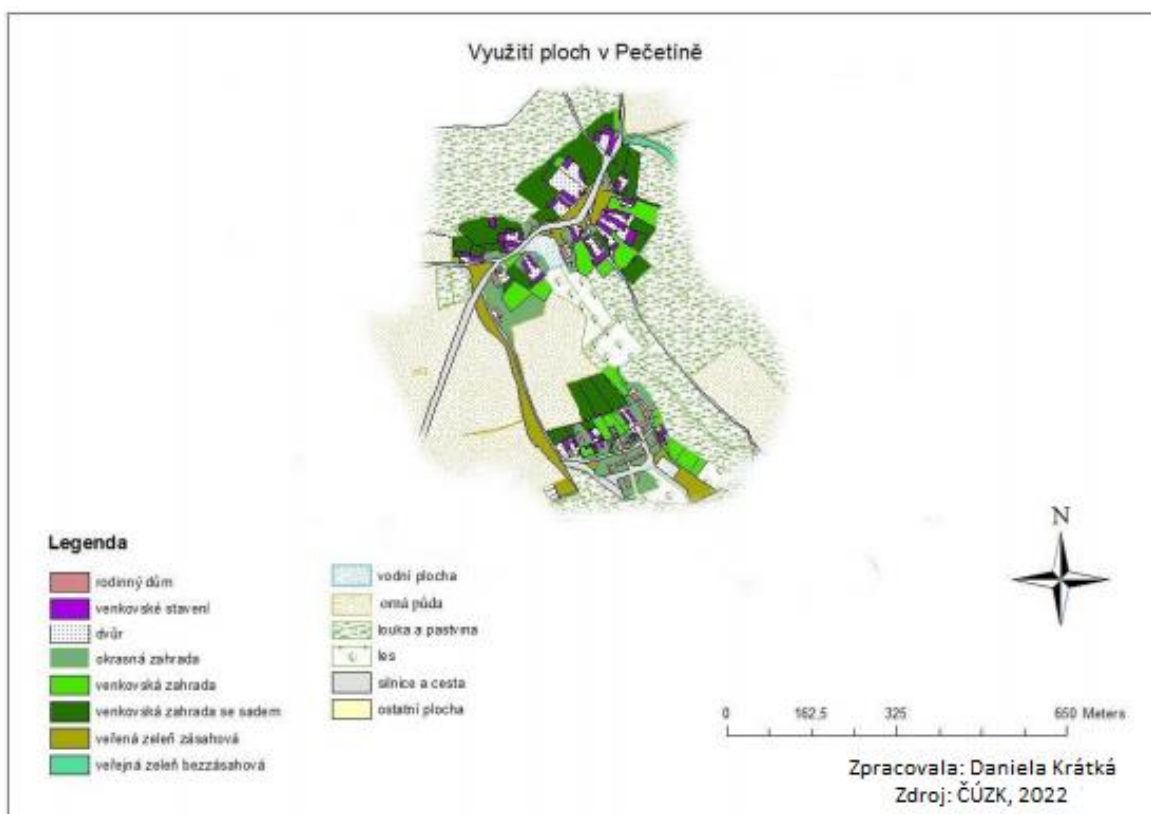 Využití ploch v Pečetíně
N
Legenda
rodinný dům
venkovské stavení
dvůr
okrasná zahrada
venkovská zahrada
venkovská zahrada se sadem
veřená zeleň zásahová
veřejná zeleň bezzásahová
vodní plocha
orná půda
louka a pastvina
les
silnice a cesta
ostatní plocha
0 162,5 325 650 Meters
Zpracovala: Daniela Krátká
Zdroj: ČÚZK, 2022